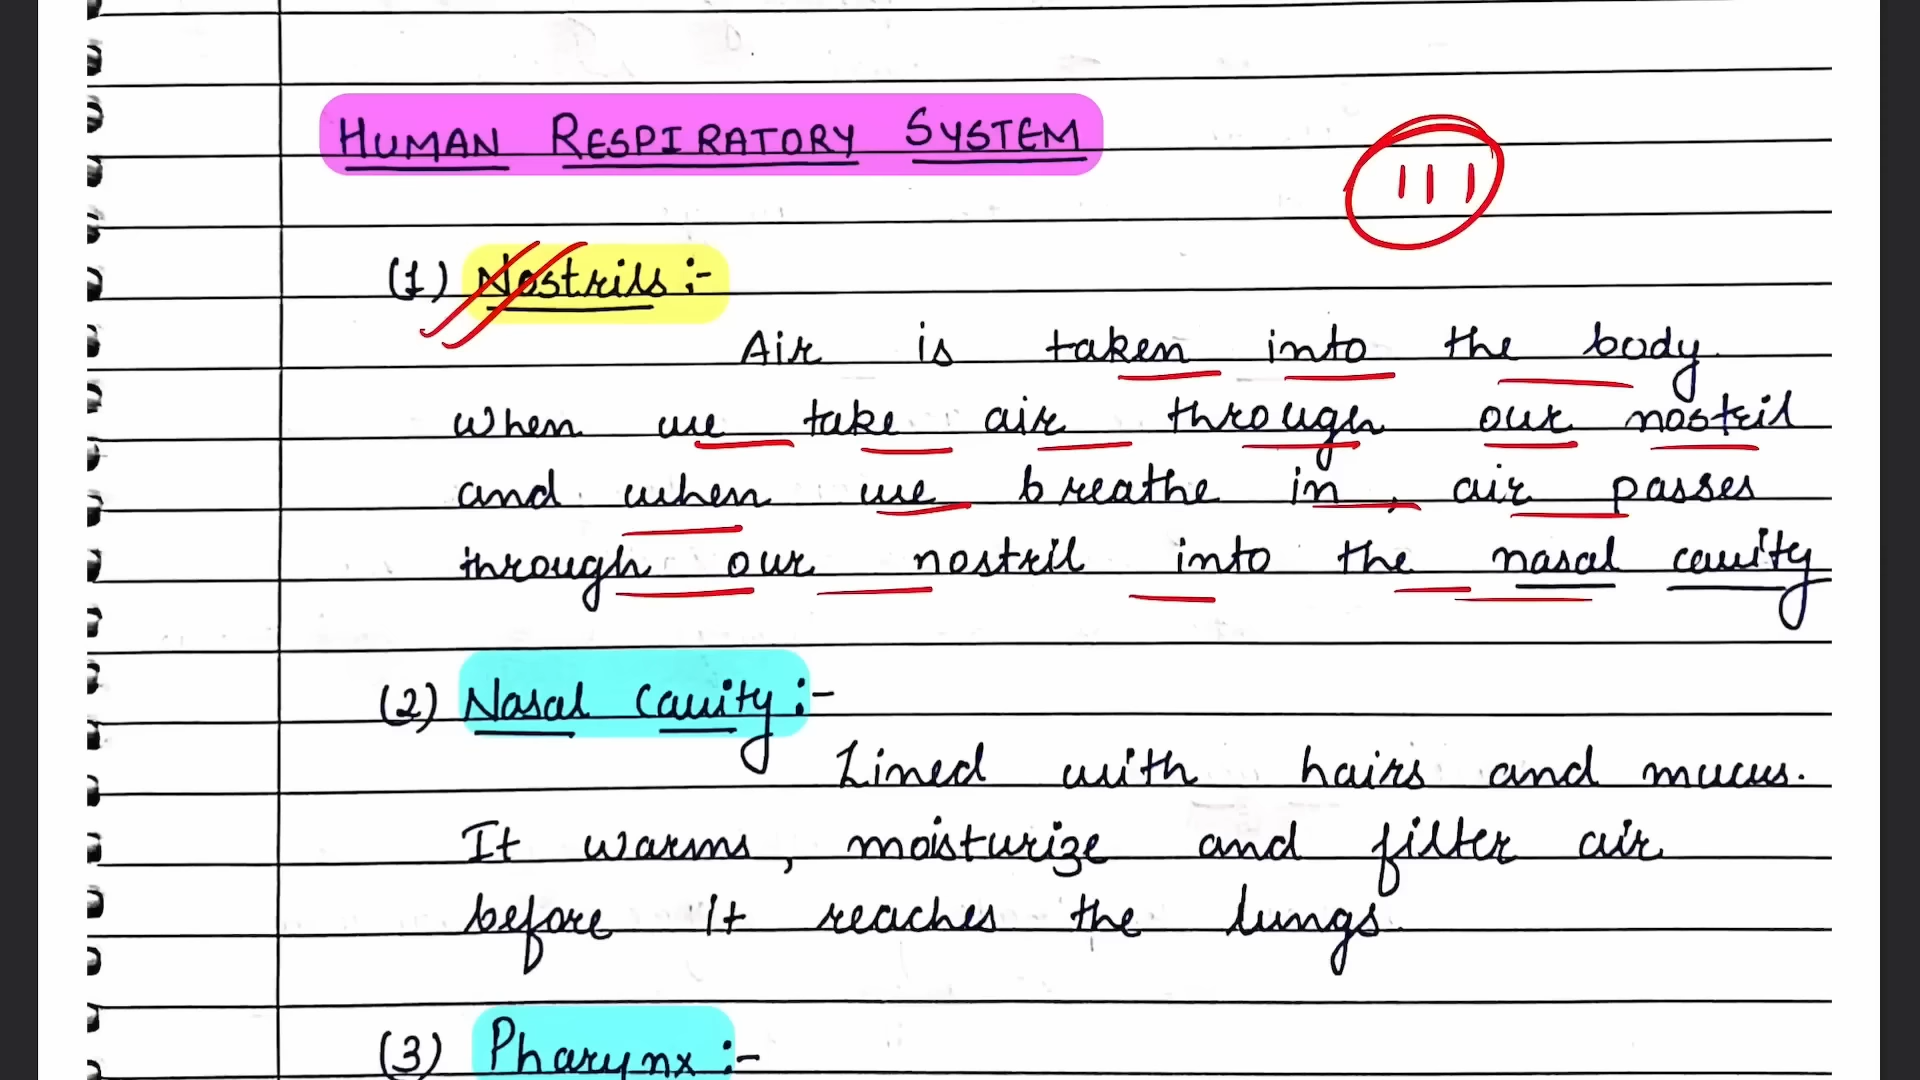 HUMAN RESPIRATORY SYSTEM
111
(1) Nostrils :-
Air is taken into the body
when we take air through our nostril
and when we breathe in, air passes
through our nostril into the nasal cavity
(2) Nasal Cavity :-
Lined with hairs and mucus.
It warms, moisturize and filter air
before it reaches the lungs.
(3) Pharynx :-